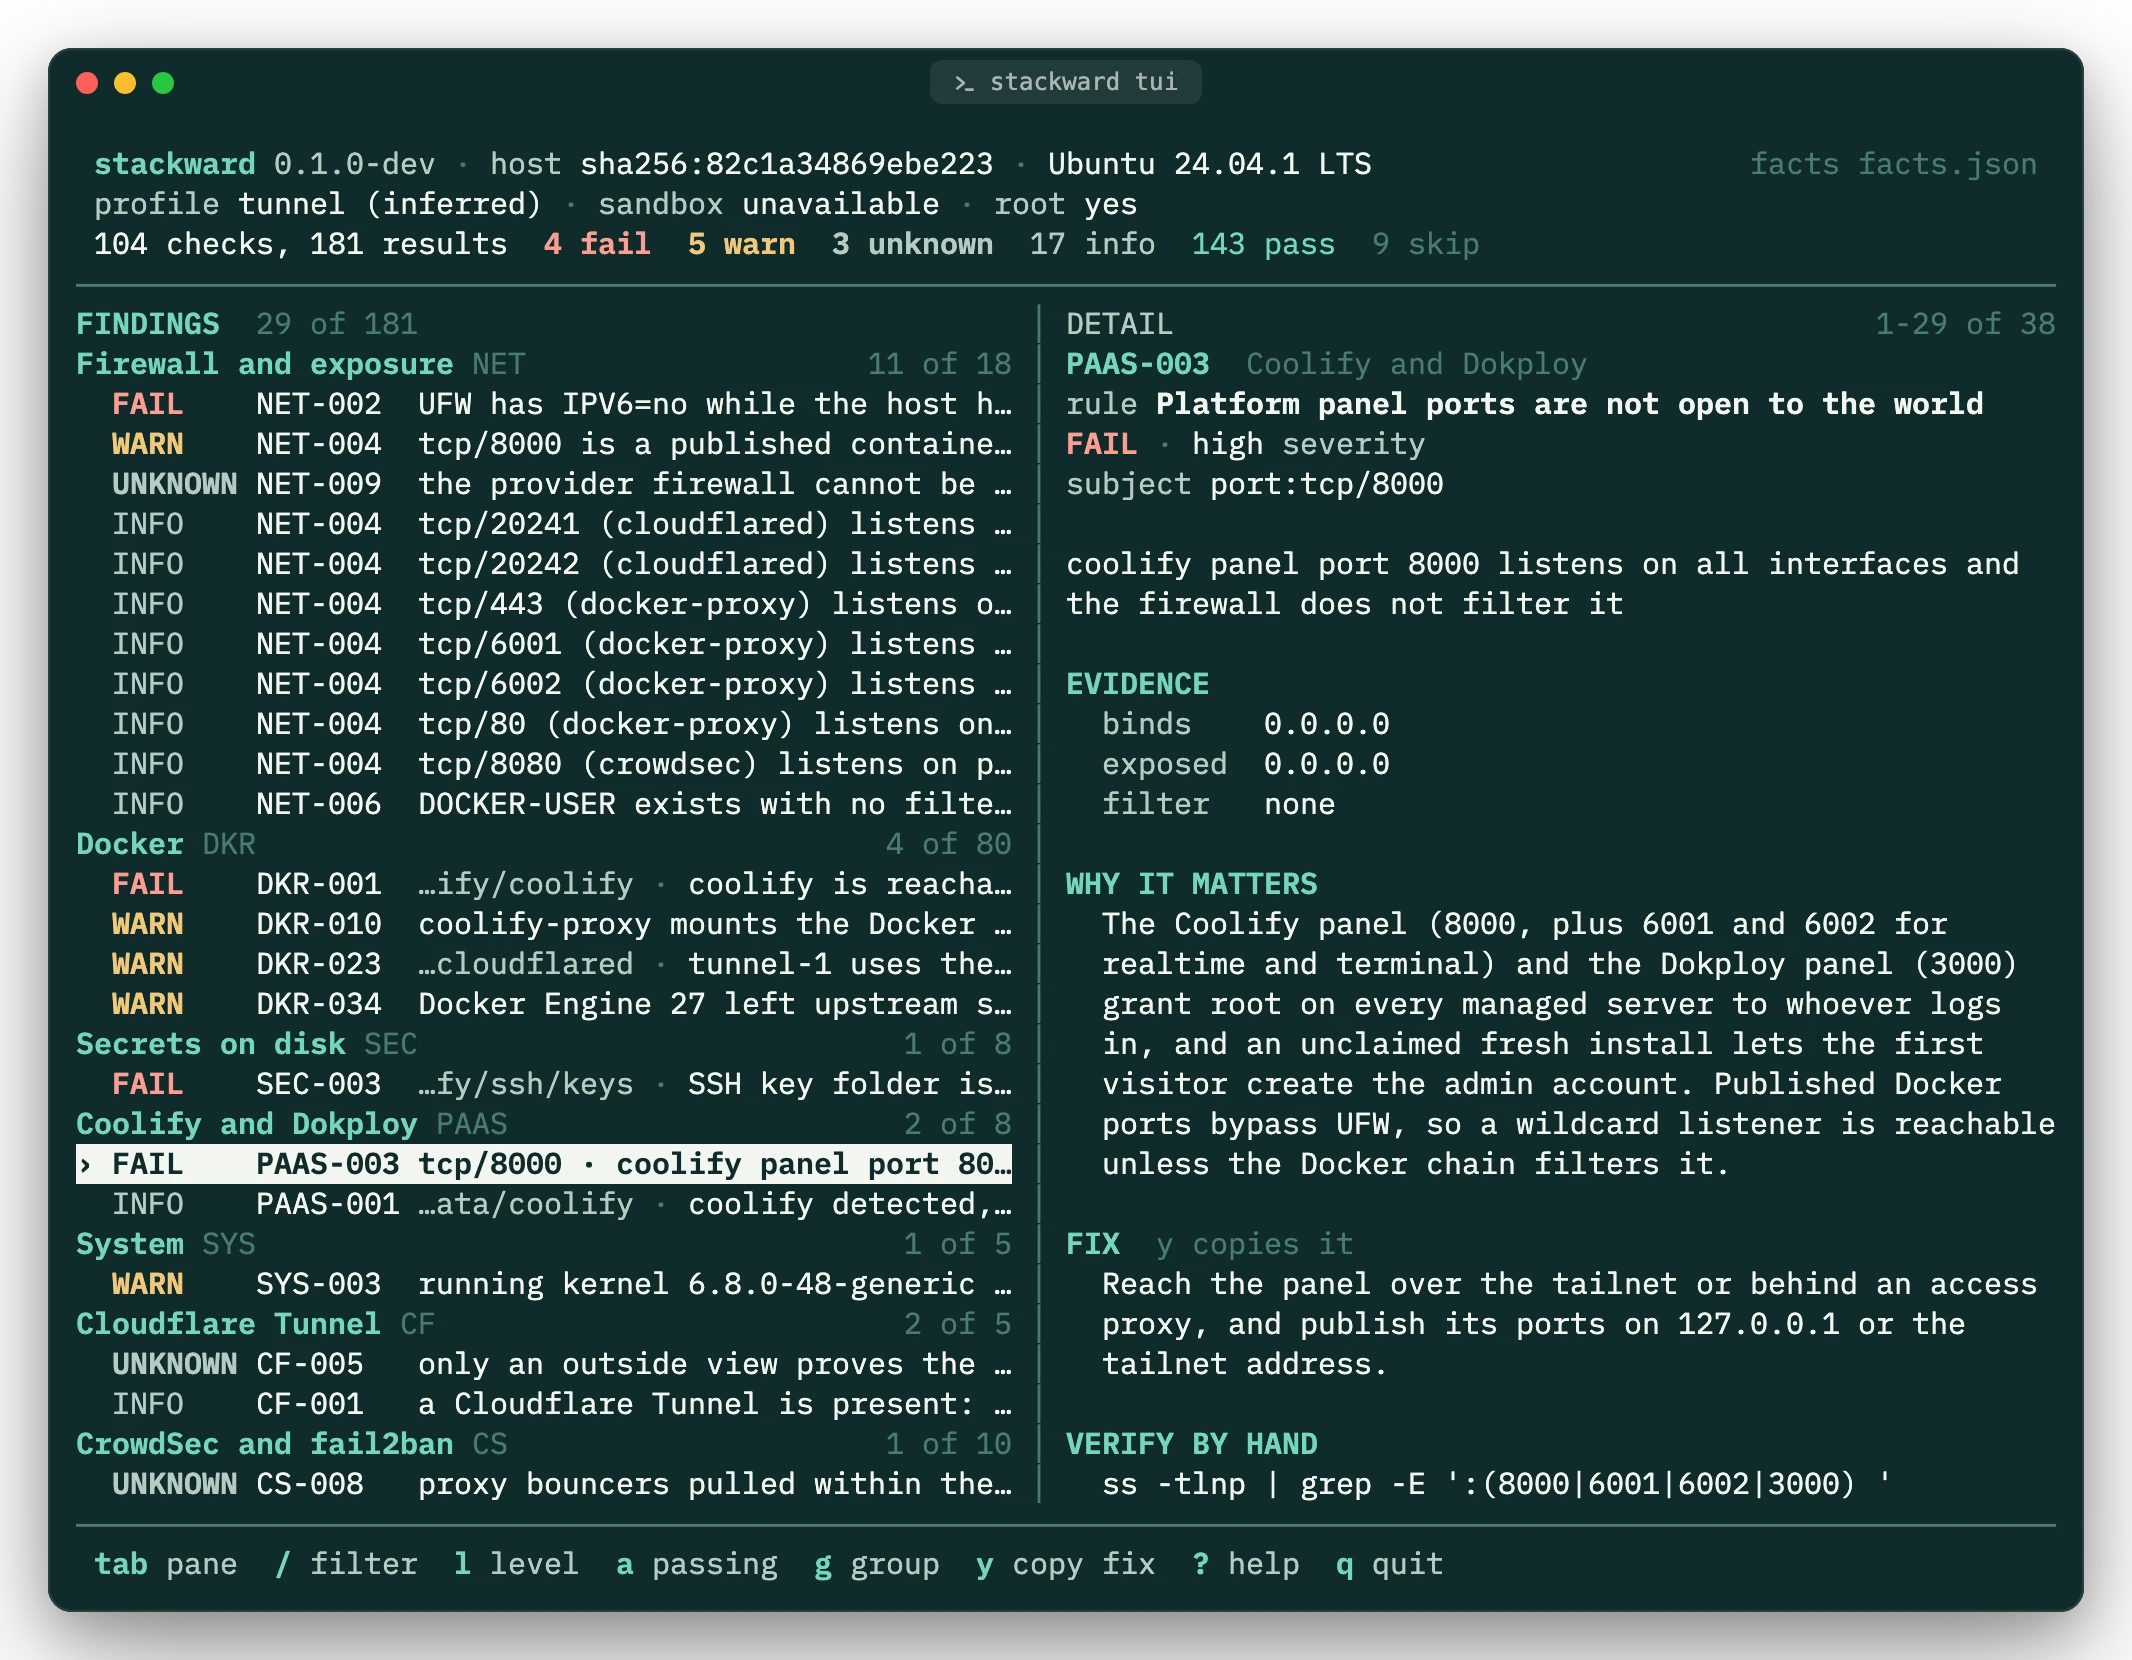 >_ stackward tui
stackward 0.1.0-dev · host sha256:82c1a34869ebe223 · Ubuntu 24.04.1 LTS facts facts.json
profile tunnel (inferred) · sandbox unavailable · root yes
104 checks, 181 results 4 fail 5 warn 3 unknown 17 info 143 pass 9 skip
FINDINGS 29 of 181
Firewall and exposure NET 11 of 18
FAIL NET-002 UFW has IPV6=no while the host h…
WARN NET-004 tcp/8000 is a published containe…
UNKNOWN NET-009 the provider firewall cannot be …
INFO NET-004 tcp/20241 (cloudflared) listens …
INFO NET-004 tcp/20242 (cloudflared) listens …
INFO NET-004 tcp/443 (docker-proxy) listens o…
INFO NET-004 tcp/6001 (docker-proxy) listens …
INFO NET-004 tcp/6002 (docker-proxy) listens …
INFO NET-004 tcp/80 (docker-proxy) listens on…
INFO NET-004 tcp/8080 (crowdsec) listens on p…
INFO NET-006 DOCKER-USER exists with no filte…
Docker DKR 4 of 80
FAIL DKR-001 …ify/coolify · coolify is reacha…
WARN DKR-010 coolify-proxy mounts the Docker …
WARN DKR-023 …cloudflared · tunnel-1 uses the…
WARN DKR-034 Docker Engine 27 left upstream s…
Secrets on disk SEC 1 of 8
FAIL SEC-003 …fy/ssh/keys · SSH key folder is…
Coolify and Dokploy PAAS 2 of 8
› FAIL PAAS-003 tcp/8000 · coolify panel port 80…
INFO PAAS-001 …ata/coolify · coolify detected,…
System SYS 1 of 5
WARN SYS-003 running kernel 6.8.0-48-generic …
Cloudflare Tunnel CF 2 of 5
UNKNOWN CF-005 only an outside view proves the …
INFO CF-001 a Cloudflare Tunnel is present: …
CrowdSec and fail2ban CS 1 of 10
UNKNOWN CS-008 proxy bouncers pulled within the…
DETAIL 1-29 of 38
PAAS-003 Coolify and Dokploy
rule Platform panel ports are not open to the world
FAIL · high severity
subject port:tcp/8000
coolify panel port 8000 listens on all interfaces and
the firewall does not filter it
EVIDENCE
binds 0.0.0.0
exposed 0.0.0.0
filter none
WHY IT MATTERS
The Coolify panel (8000, plus 6001 and 6002 for
realtime and terminal) and the Dokploy panel (3000)
grant root on every managed server to whoever logs
in, and an unclaimed fresh install lets the first
visitor create the admin account. Published Docker
ports bypass UFW, so a wildcard listener is reachable
unless the Docker chain filters it.
FIX y copies it
Reach the panel over the tailnet or behind an access
proxy, and publish its ports on 127.0.0.1 or the
tailnet address.
VERIFY BY HAND
ss -tlnp | grep -E ':(8000|6001|6002|3000) '
tab pane / filter l level a passing g group y copy fix ? help q quit